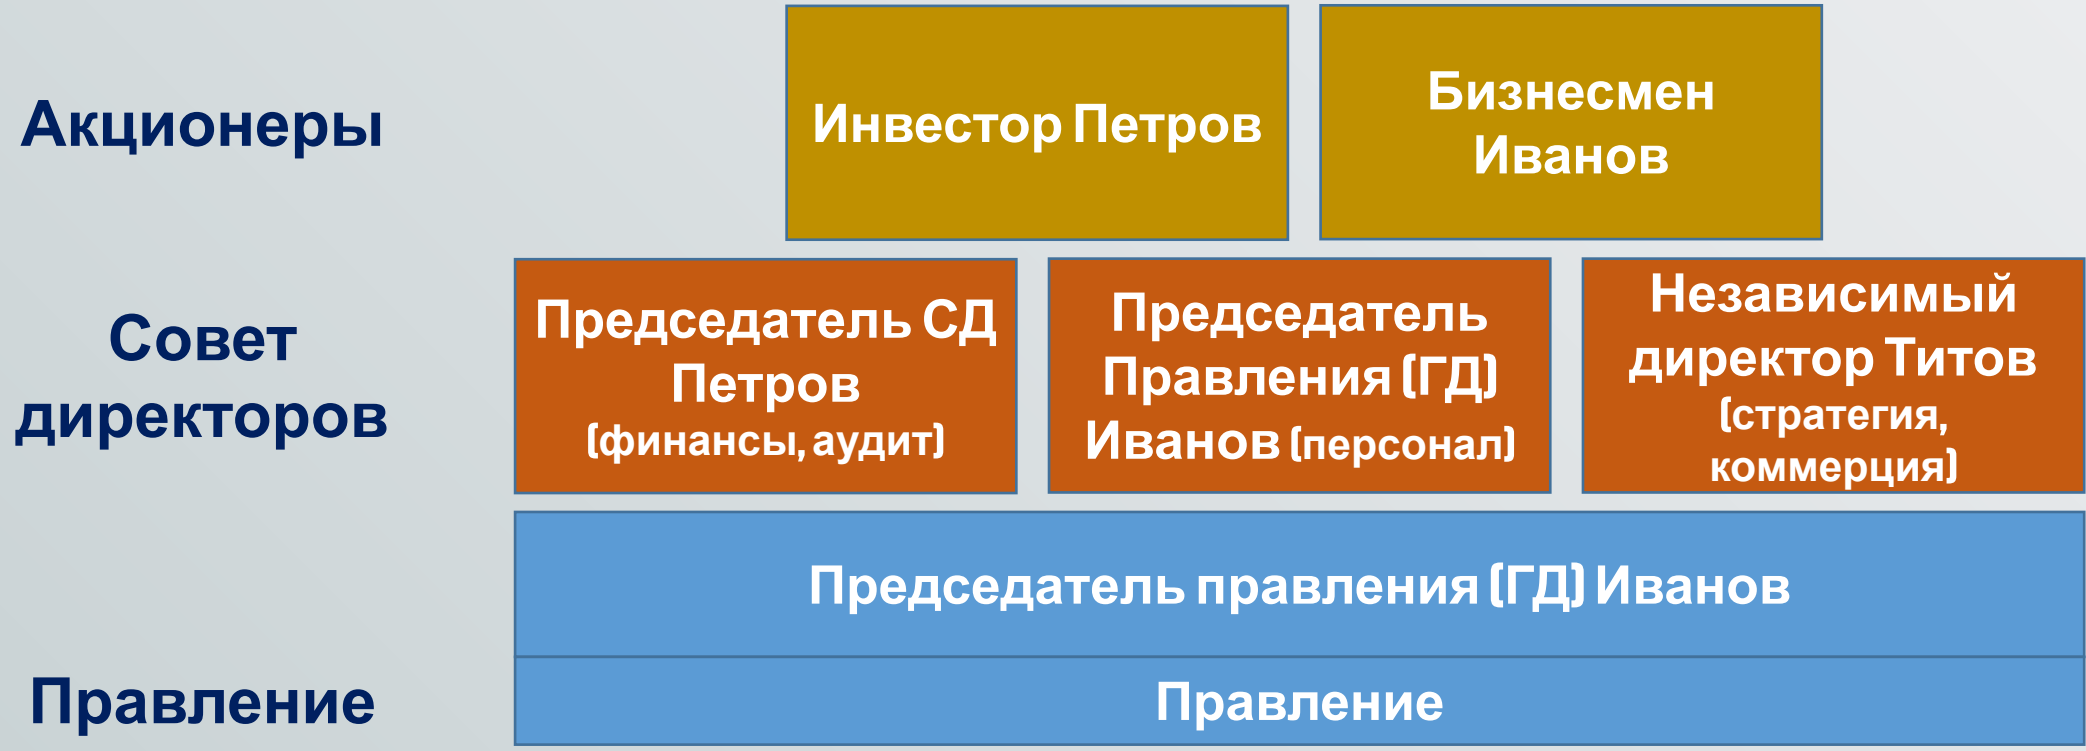 Акционеры
Инвестор Петров
Бизнесмен
Иванов
Совет
директоров
Председатель СД
Петров
(финансы, аудит)
Председатель
Правления (ГД)
Иванов (персонал)
Независимый
директор Титов
(стратегия,
коммерция)
Председатель правления (ГД) Иванов
Правление
Правление